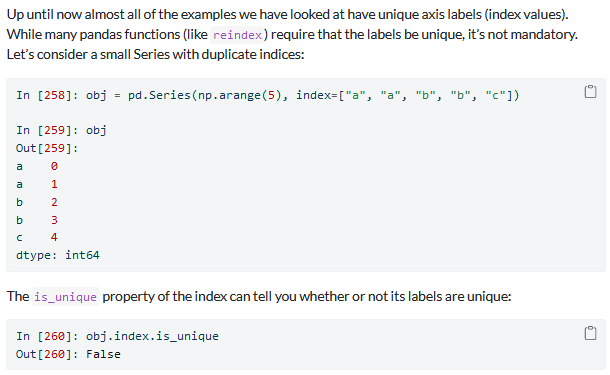 Up until now almost all of the examples we have looked at have unique axis labels (index values).
While many pandas functions (like reindex) require that the labels be unique, it's not mandatory.
Let's consider a small Series with duplicate indices:
In [258]: obj = pd.Series(np.arange(5), index=["a", "a", "b", "b", "c"])
In [259]: obj
Out[259]:
a    0
a    1
b    2
b    3
c    4
dtype: int64
The is_unique property of the index can tell you whether or not its labels are unique:
In [260]: obj.index.is_unique
Out[260]: False